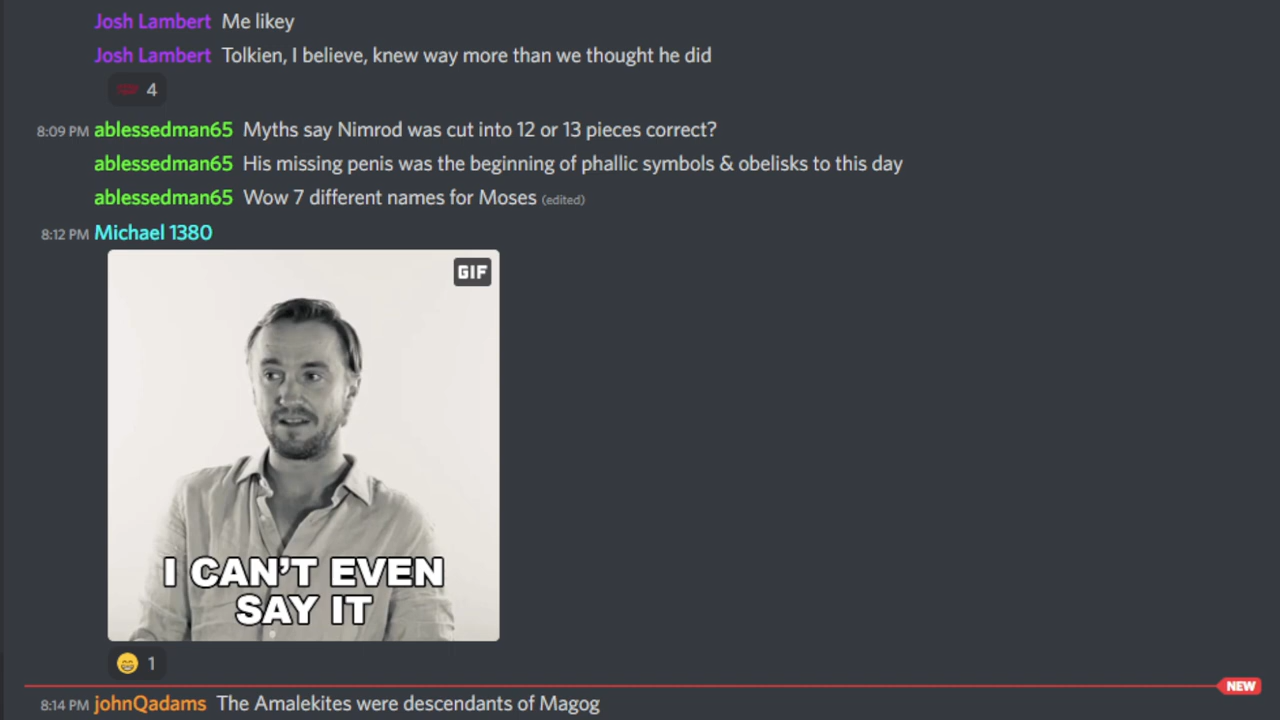 Josh Lambert Me likey
Josh Lambert Tolkien, I believe, knew way more than we thought he did
4
8:09 PM ablessedman65 Myths say Nimrod was cut into 12 or 13 pieces correct?
ablessedman65 His missing penis was the beginning of phallic symbols & obelisks to this day
ablessedman65 Wow 7 different names for Moses (edited)
8:12 PM Michael 1380
GIF
I CAN'T EVEN
SAY IT
1
NEW
8:14 PM johnQadams The Amalekites were descendants of Magog